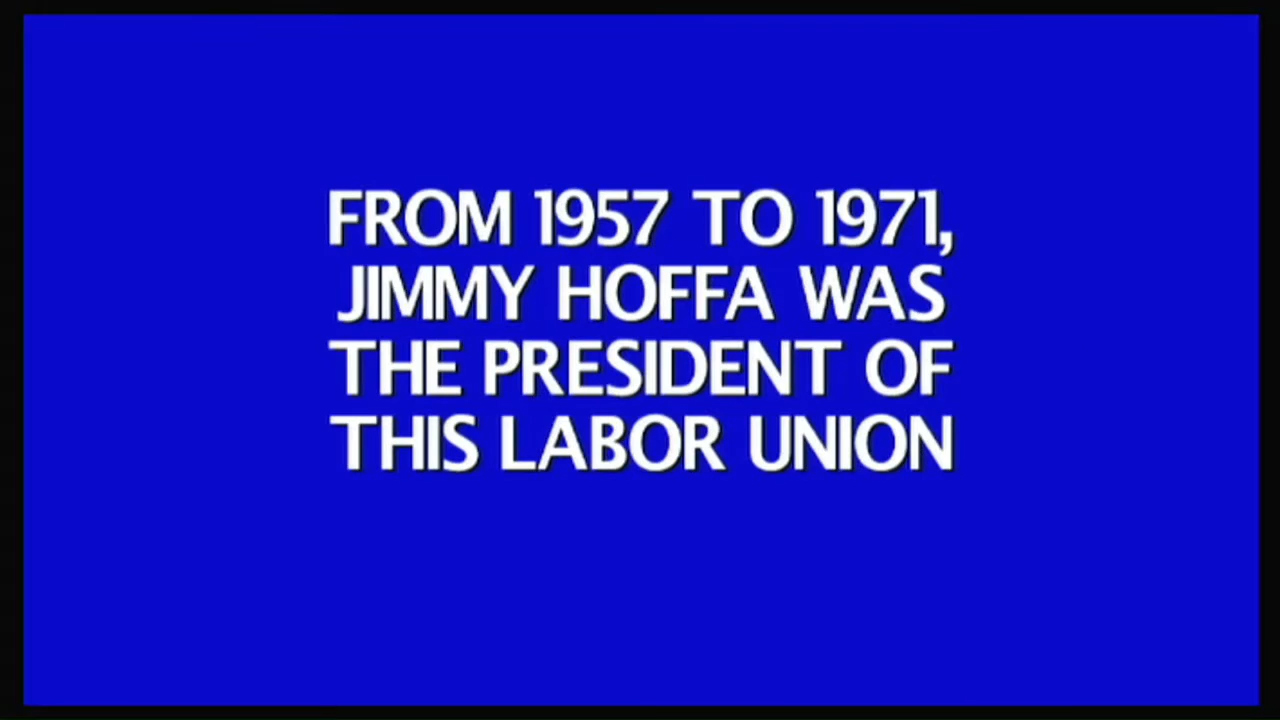 FROM 1957 TO 1971,
JIMMY HOFFA WAS
THE PRESIDENT OF
THIS LABOR UNION